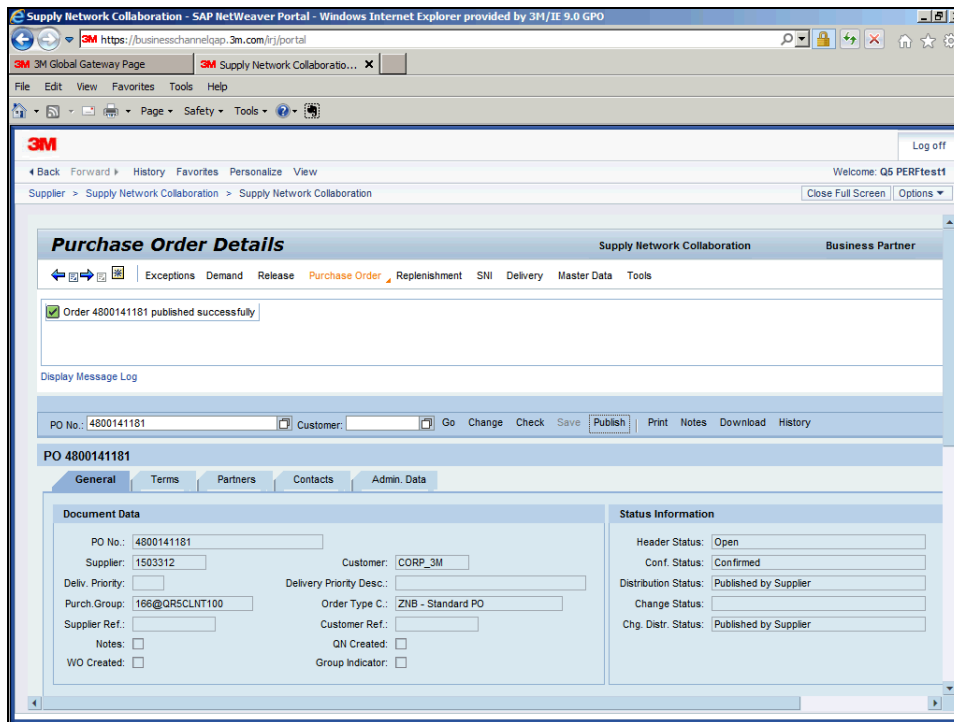 Supply Network Collaboration - SAP NetWeaver Portal - Windows Internet Explorer provided by 3M/IE 9.0 GPO
3M https://businesschannelqap.3m.com/irj/portal
3M 3M Global Gateway Page 3M Supply Network Collaboratio... X
File Edit View Favorites Tools Help
Page Safety Tools
3M Log off
Back Forward History Favorites Personalize View Welcome: Q5 PERFtest1
Supplier > Supply Network Collaboration > Supply Network Collaboration Close Full Screen Options
Purchase Order Details Supply Network Collaboration Business Partner
Exceptions Demand Release Purchase Order Replenishment SNI Delivery Master Data Tools
Order 4800141181 published successfully
Display Message Log
PO No.: 4800141181 Customer: Go Change Check Save Publish Print Notes Download History
PO 4800141181
General Terms Partners Contacts Admin. Data
Document Data Status Information
PO No.: 4800141181 Header Status: Open
Supplier: 1503312 Customer: CORP_3M Conf. Status: Confirmed
Deliv. Priority: Delivery Priority Desc.: Distribution Status: Published by Supplier
Purch.Group: 166@QR5CLNT100 Order Type C.: ZNB - Standard PO Change Status:
Supplier Ref.: Customer Ref.: Chg. Distr. Status: Published by Supplier
Notes: QN Created:
WO Created: Group Indicator: